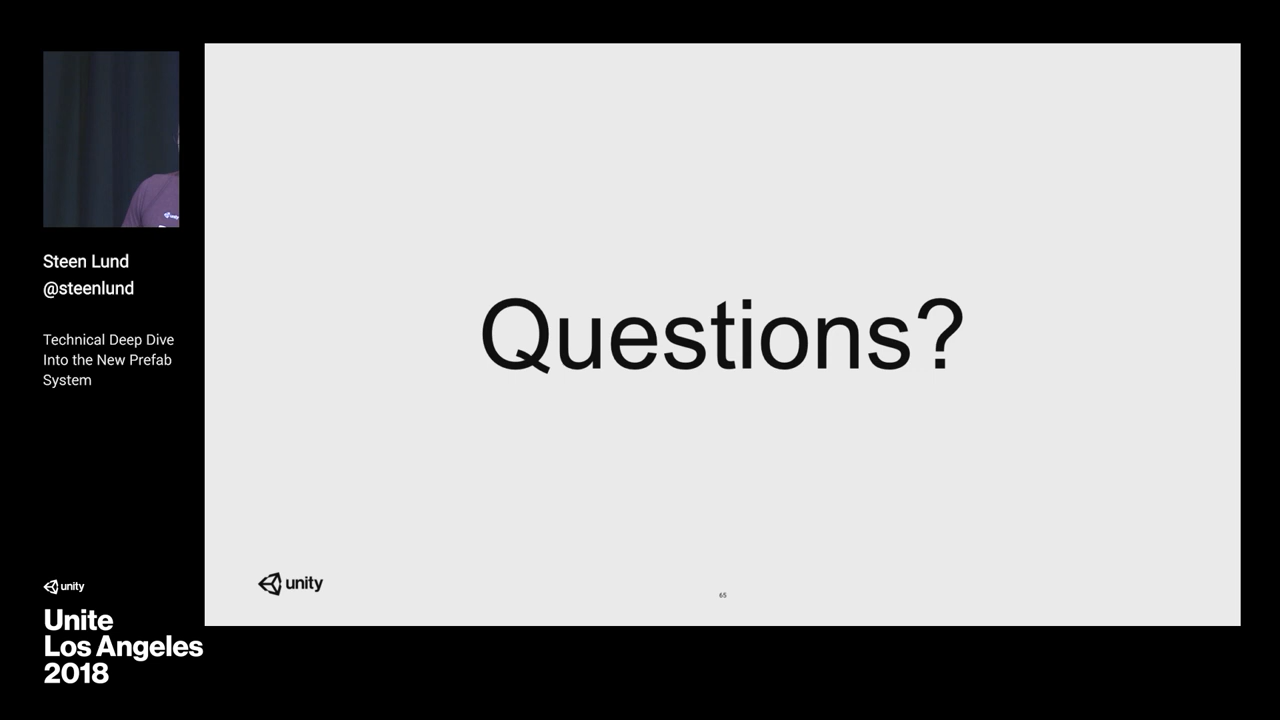 Steen Lund
@steenlund
Technical Deep Dive
Into the New Prefab
System
unity
Unite
Los Angeles
2018
Questions?
unity
65